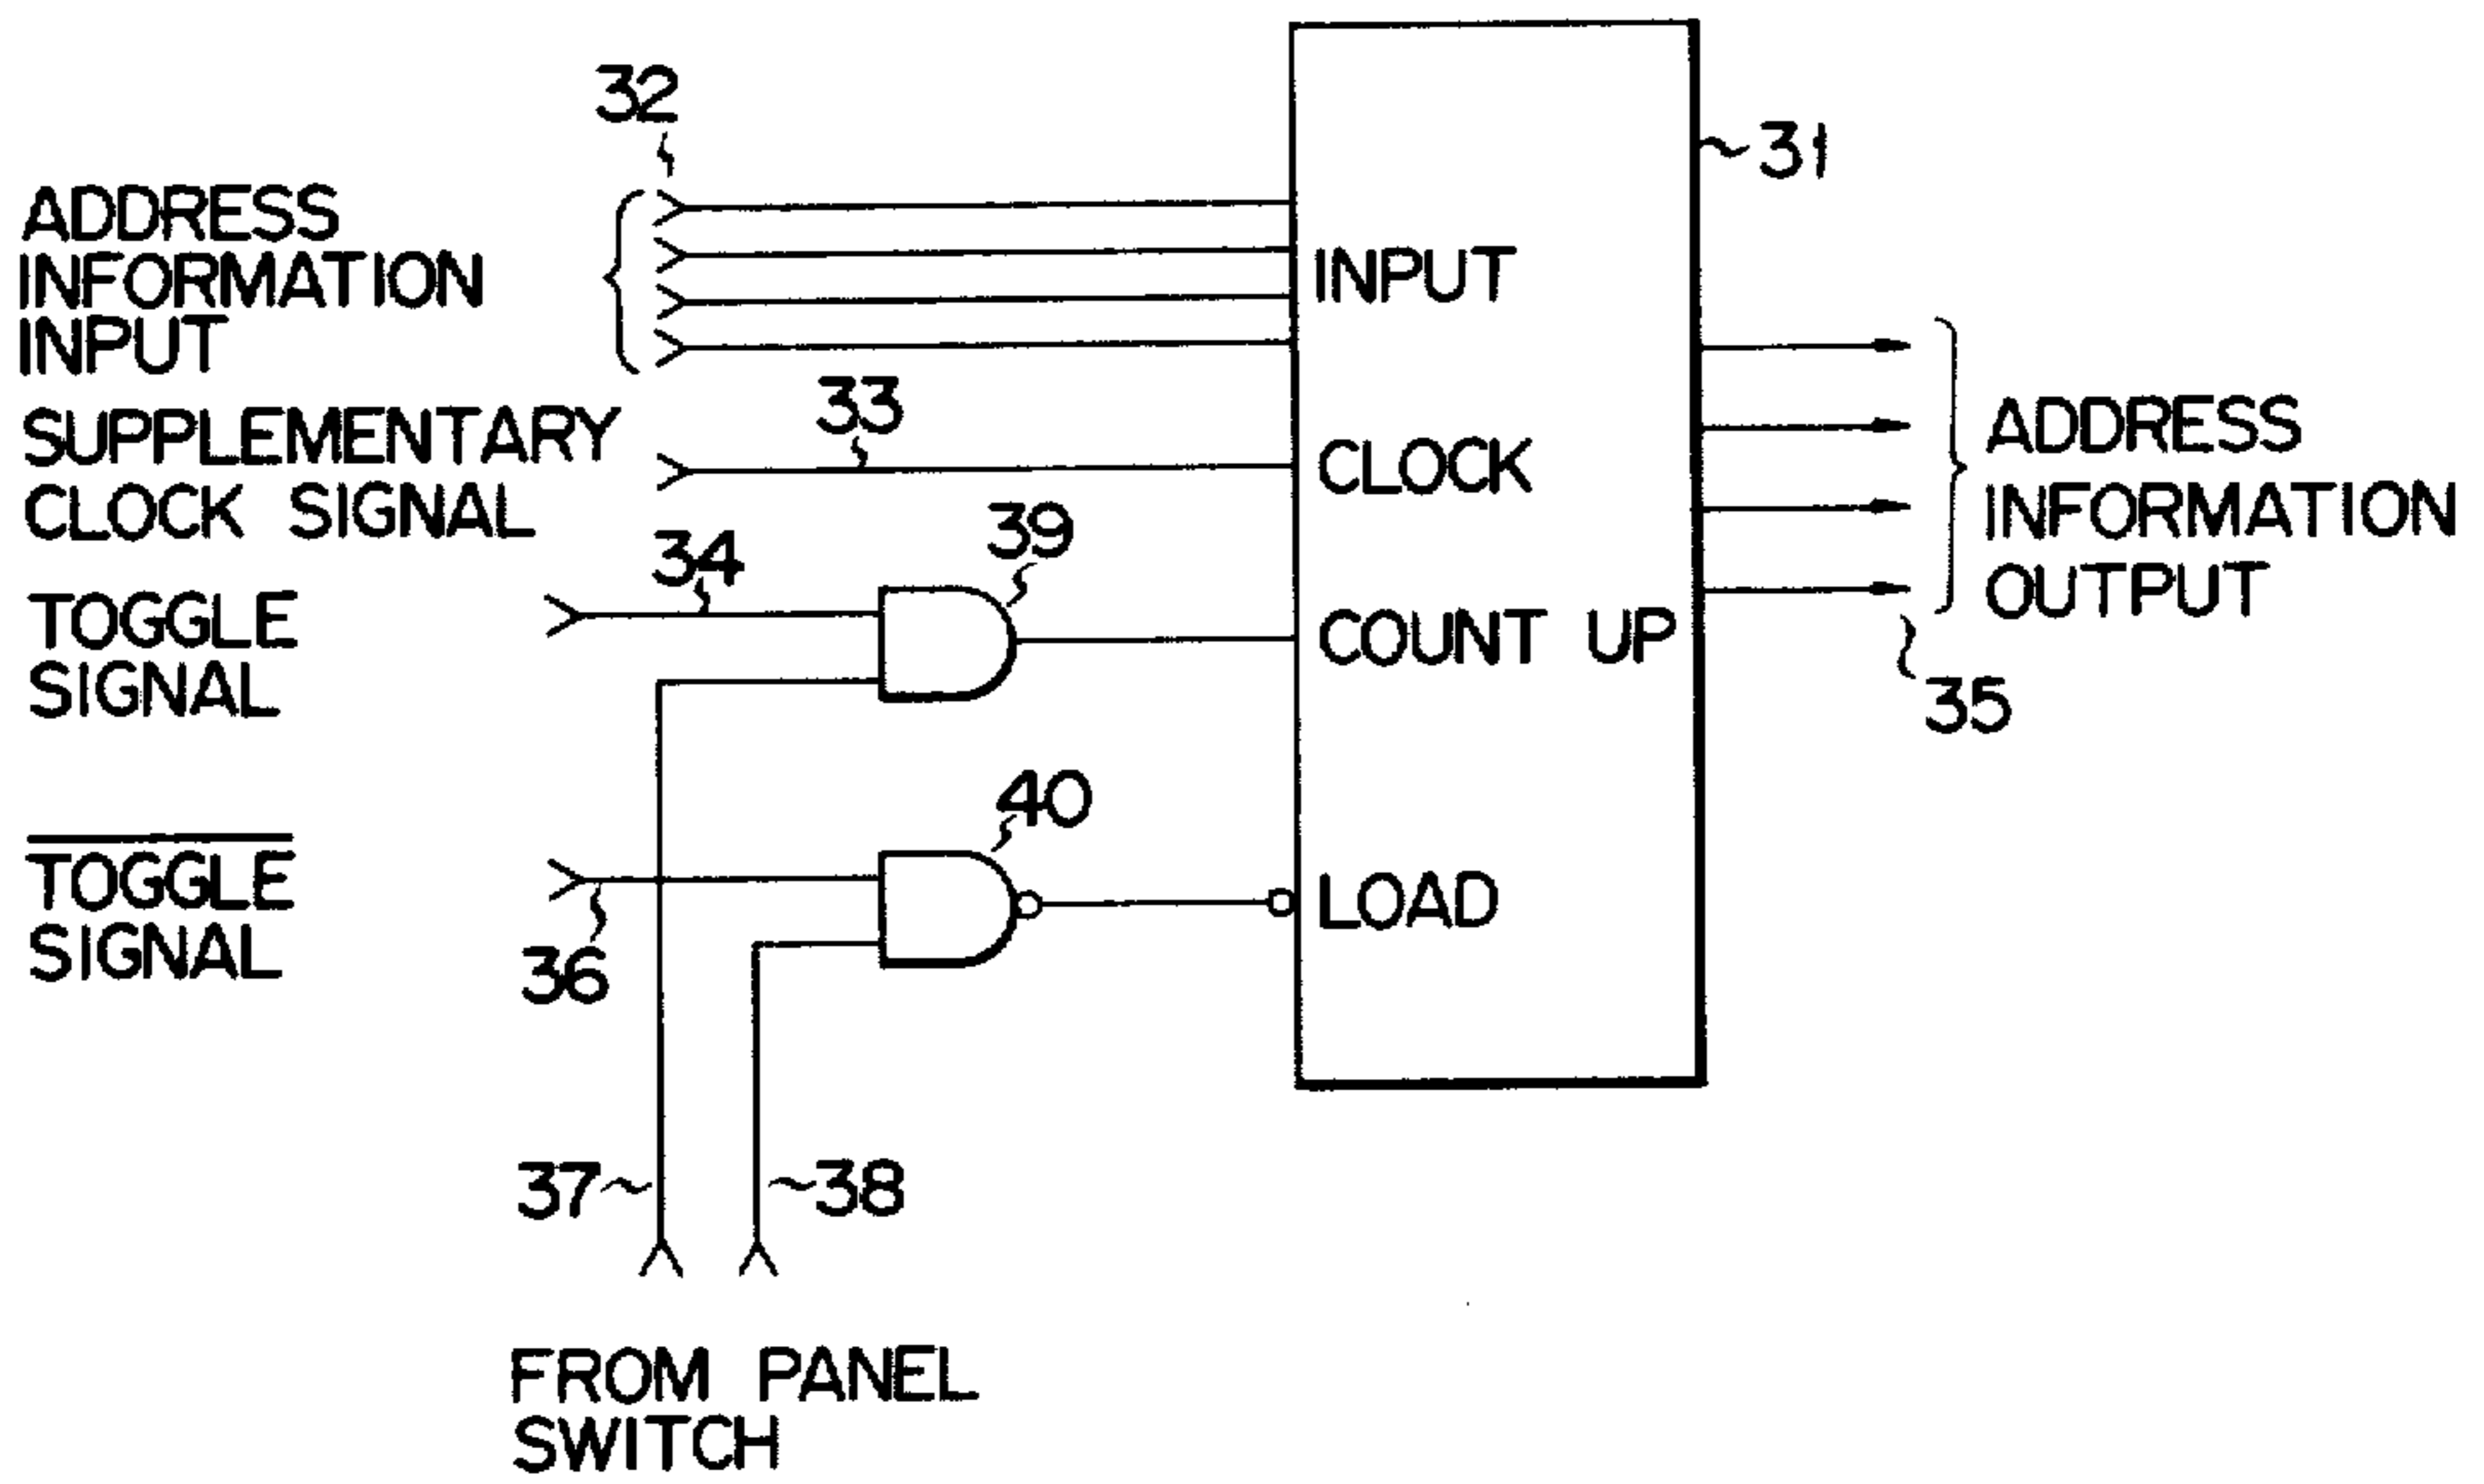 32
31
ADDRESS
INFORMATION
INPUT
INPUT
33
SUPPLEMENTARY
CLOCK SIGNAL
CLOCK
ADDRESS
INFORMATION
OUTPUT
35
34
39
TOGGLE
SIGNAL
COUNT UP
40
TOGGLE
SIGNAL
36
LOAD
37
38
FROM PANEL
SWITCH